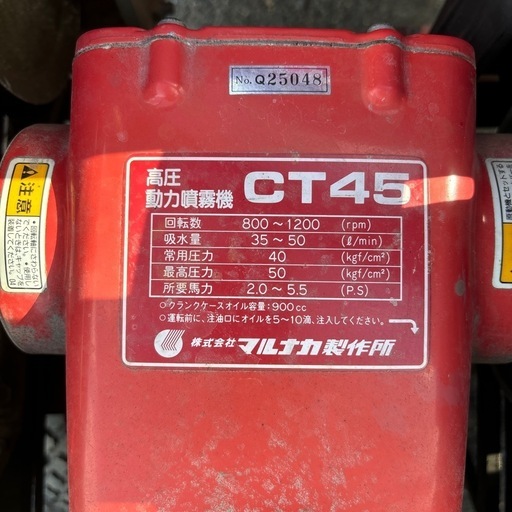 No. Q25048
高圧
動力噴霧機 CT45
回転数 800～1200 (rpm)
吸水量 35～50 (ℓ/min)
常用圧力 40 (kgf/cm²)
最高圧力 50 (kgf/cm²)
所要馬力 2.0～5.5 (P.S)
○クランクケースオイル容量:900cc
○運転前に、注油口にオイルを5～10滴、注入してください。
株式会社 マルナカ製作所
注意